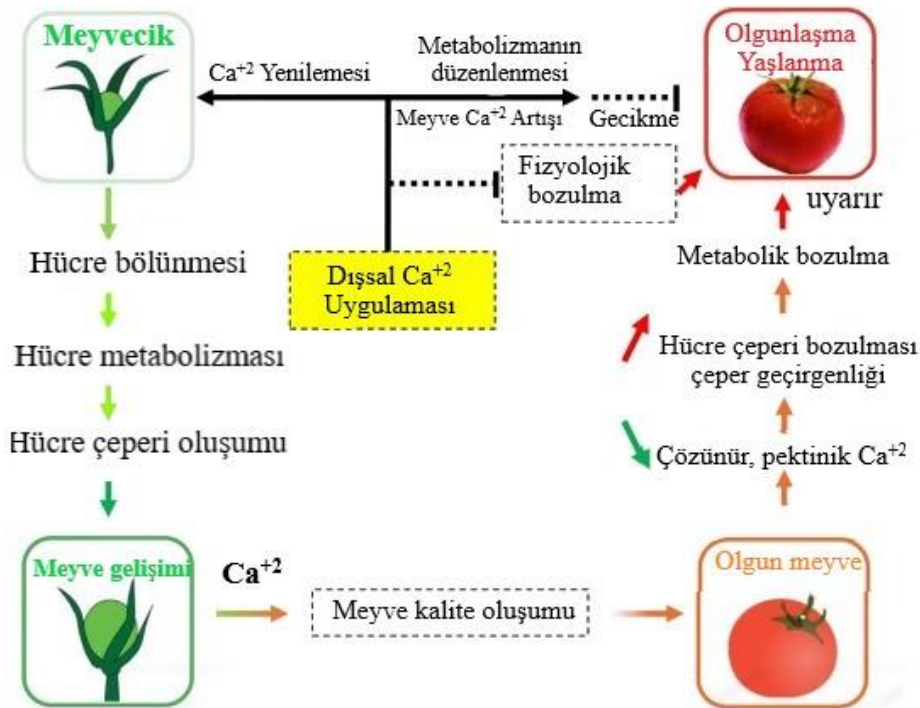 Meyvecik
Ca⁺² Yenilemesi
Metabolizmanın
düzenlenmesi
Meyve Ca⁺² Artışı
Gecikme
Olgunlaşma
Yaşlanma
Fizyolojik
bozulma
uyarır
Dışsal Ca⁺²
Uygulaması
Hücre bölünmesi
Hücre metabolizması
Hücre çeperi oluşumu
Metabolik bozulma
Hücre çeperi bozulması
çeper geçirgenliği
Çözünür, pektinik Ca⁺²
Meyve gelişimi
Ca⁺²
Meyve kalite oluşumu
Olgun meyve